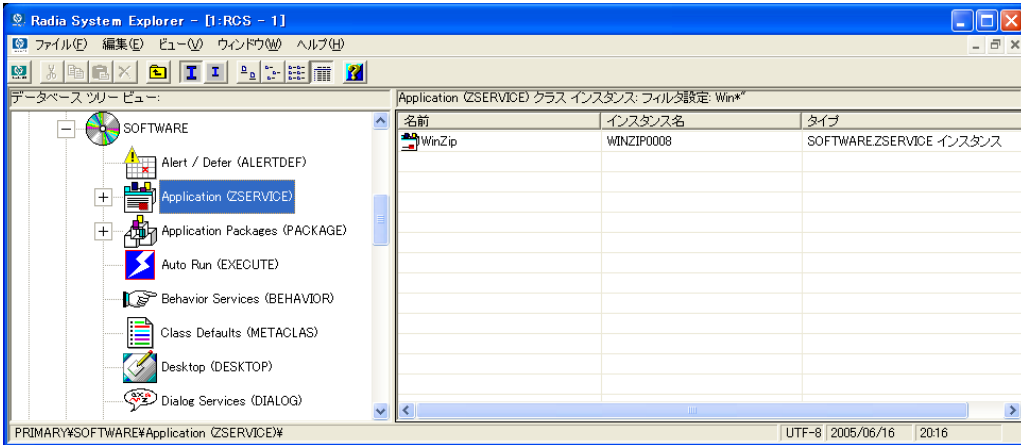 Radia System Explorer - [1:RCS - 1]
ファイル(F) 編集(E) ビュー(V) ウィンドウ(W) ヘルプ(H)
データベース ツリー ビュー:
Application (ZSERVICE) クラス インスタンス: フィルタ設定: Win*"
SOFTWARE
Alert / Defer (ALERTDEF)
Application (ZSERVICE)
Application Packages (PACKAGE)
Auto Run (EXECUTE)
Behavior Services (BEHAVIOR)
Class Defaults (METACLAS)
Desktop (DESKTOP)
Dialog Services (DIALOG)
名前 インスタンス名 タイプ
WinZip WINZIP0008 SOFTWARE.ZSERVICE インスタンス
PRIMARY¥SOFTWARE¥Application (ZSERVICE)¥
UTF-8 2005/06/16 20:16